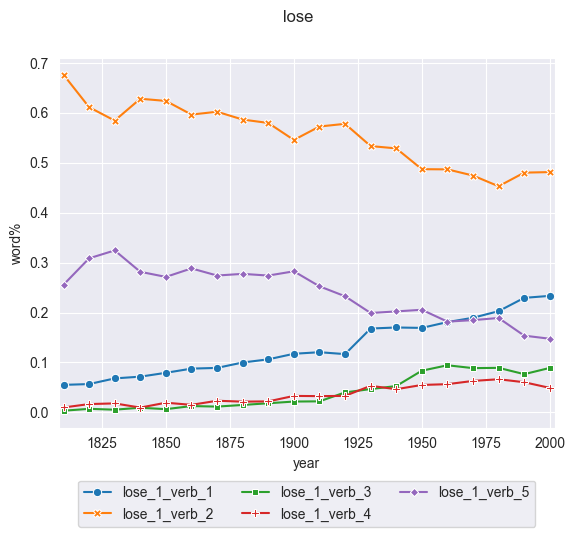 lose
0.7
0.6
0.5
0.4
0.3
0.2
0.1
0.0
word%
1825 1850 1875 1900 1925 1950 1975 2000
year
lose_1_verb_1 lose_1_verb_3 lose_1_verb_5
lose_1_verb_2 lose_1_verb_4